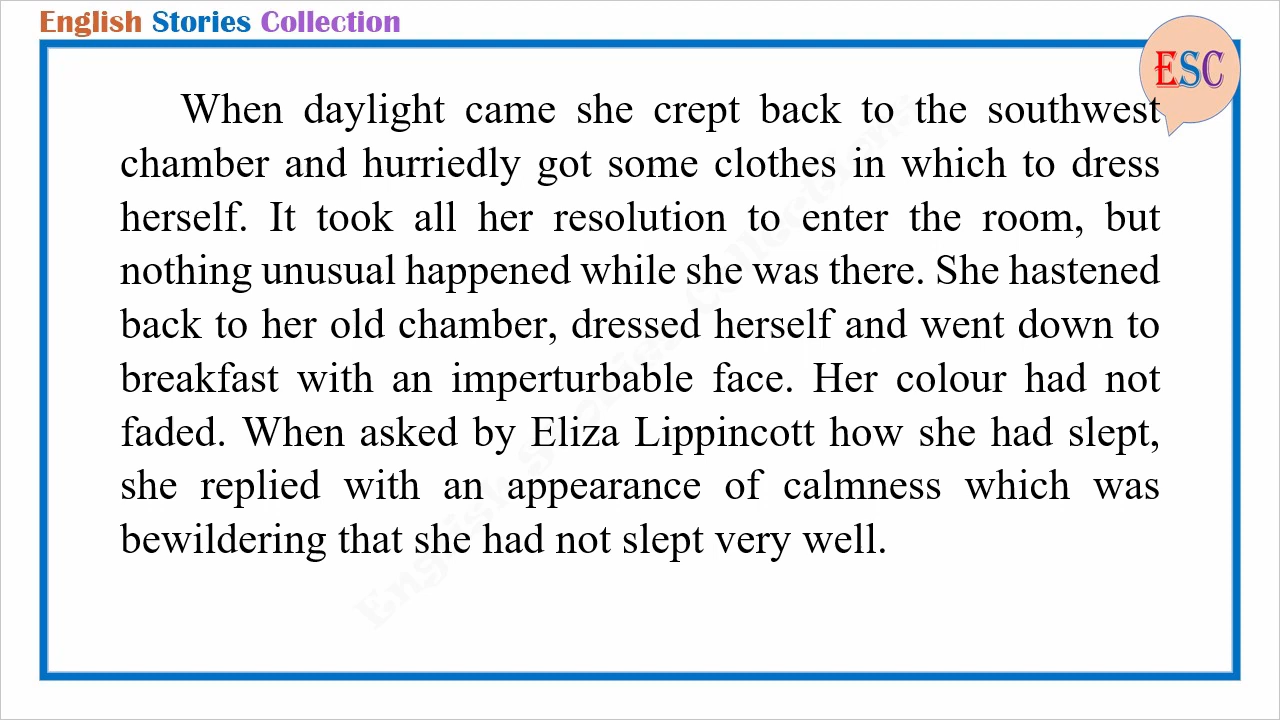 English Stories Collection
ESC
When daylight came she crept back to the southwest
chamber and hurriedly got some clothes in which to dress
herself. It took all her resolution to enter the room, but
nothing unusual happened while she was there. She hastened
back to her old chamber, dressed herself and went down to
breakfast with an imperturbable face. Her colour had not
faded. When asked by Eliza Lippincott how she had slept,
she replied with an appearance of calmness which was
bewildering that she had not slept very well.